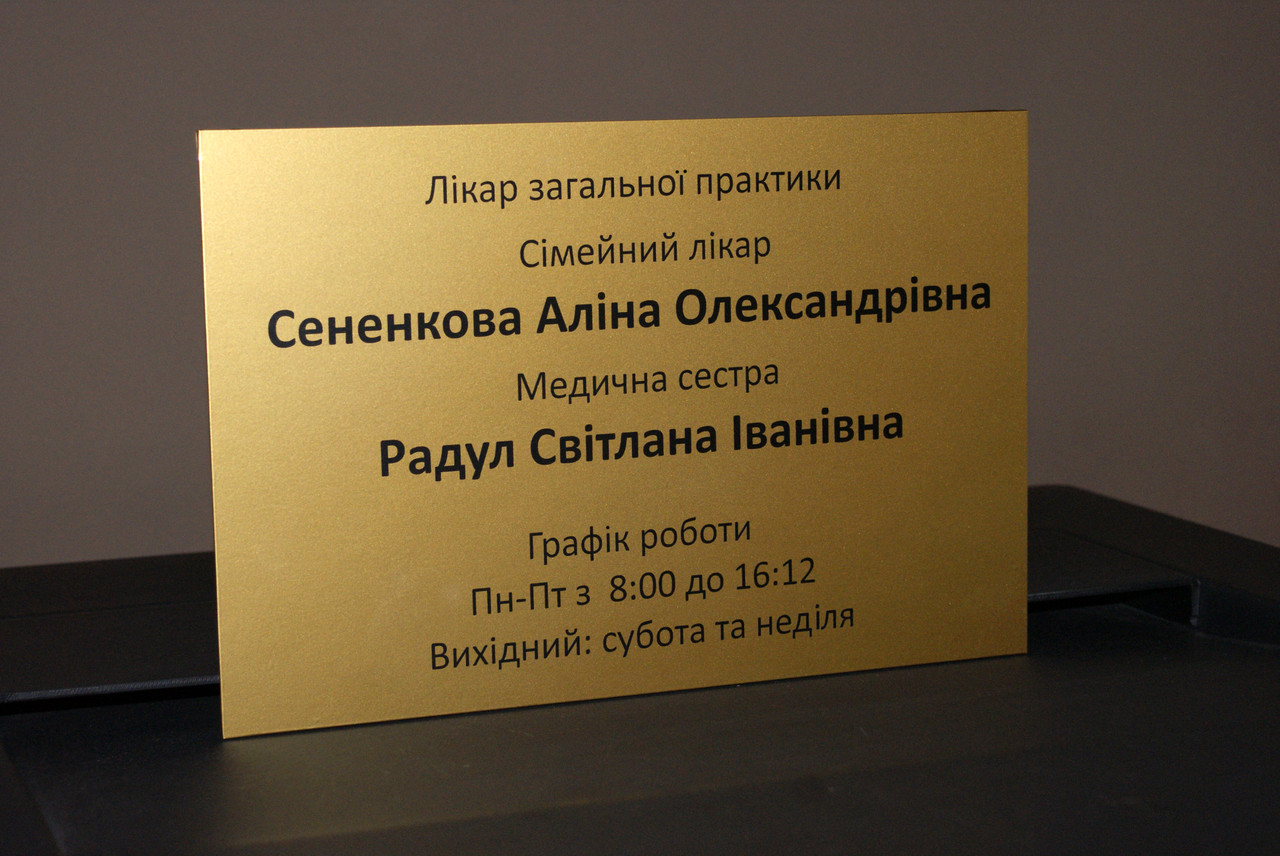 Лікар загальної практики
Сімейний лікар
Сененкова Аліна Олександрівна
Медична сестра
Радул Світлана Іванівна
Графік роботи
Пн-Пт з 8:00 до 16:12
Вихідний: субота та неділя